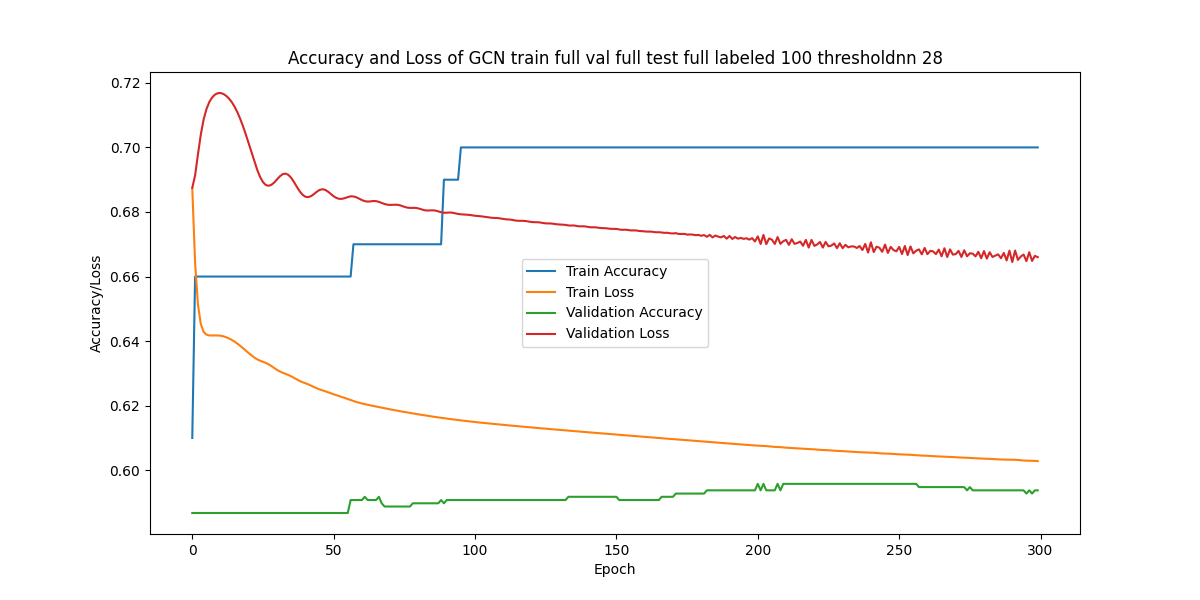 Accuracy and Loss of GCN train full val full test full labeled 100 thresholdnn 28
0.72
0.70
0.68
0.66
0.64
0.62
0.60
Accuracy/Loss
Train Accuracy
Train Loss
Validation Accuracy
Validation Loss
0 50 100 150 200 250 300
Epoch